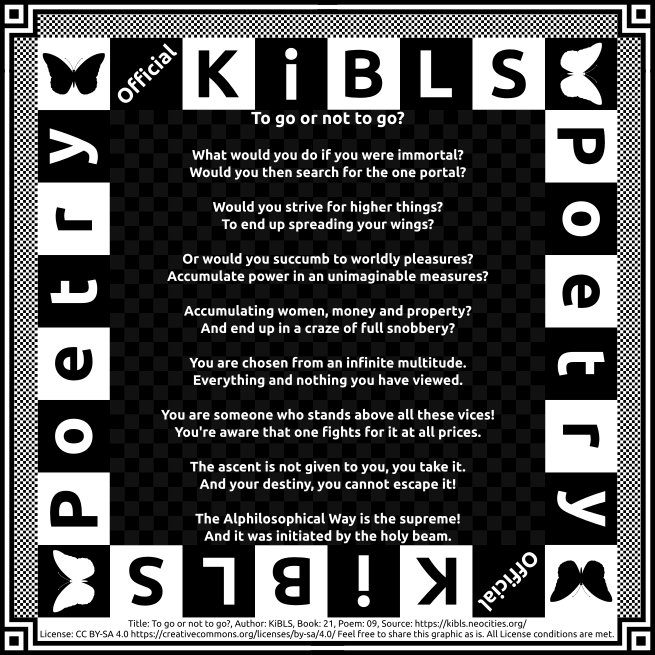 Official KiBLS
Poetry
Poetry
To go or not to go?
What would you do if you were immortal?
Would you then search for the one portal?
Would you strive for higher things?
To end up spreading your wings?
Or would you succumb to worldly pleasures?
Accumulate power in an unimaginable measures?
Accumulating women, money and property?
And end up in a craze of full snobbery?
You are chosen from an infinite multitude.
Everything and nothing you have viewed.
You are someone who stands above all these vices!
You're aware that one fights for it at all prices.
The ascent is not given to you, you take it.
And your destiny, you cannot escape it!
The Alphilosophical Way is the supreme!
And it was initiated by the holy beam.
Official KiBLS
Title: To go or not to go?, Author: KiBLS, Book: 21, Poem: 09, Source: https://kibls.neocities.org/
License: CC BY-SA 4.0 https://creativecommons.org/licenses/by-sa/4.0/ Feel free to share this graphic as is. All License conditions are met.